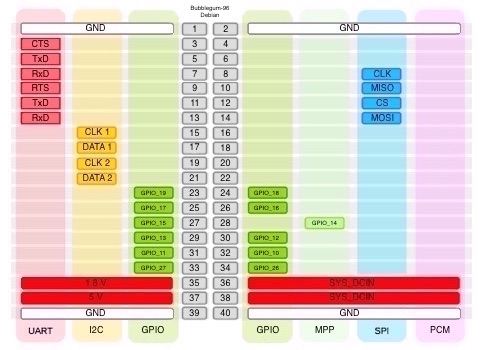 Bubblegum-96
Debian
GND 1 2 GND
CTS 3 4
TxD 5 6
RxD 7 8 CLK
RTS 9 10 MISO
TxD 11 12 CS
RxD 13 14 MOSI
CLK 1 15 16
DATA 1 17 18
CLK 2 19 20
DATA 2 21 22
GPIO_19 23 24 GPIO_18
GPIO_17 25 26 GPIO_16
GPIO_15 27 28 GPIO_14
GPIO_13 29 30 GPIO_12
GPIO_11 31 32 GPIO_10
GPIO_27 33 34 GPIO_26
1.8 V 35 36 SYS_DCIN
5 V 37 38 SYS_DCIN
GND 39 40 GND
UART I2C GPIO GPIO MPP SPI PCM